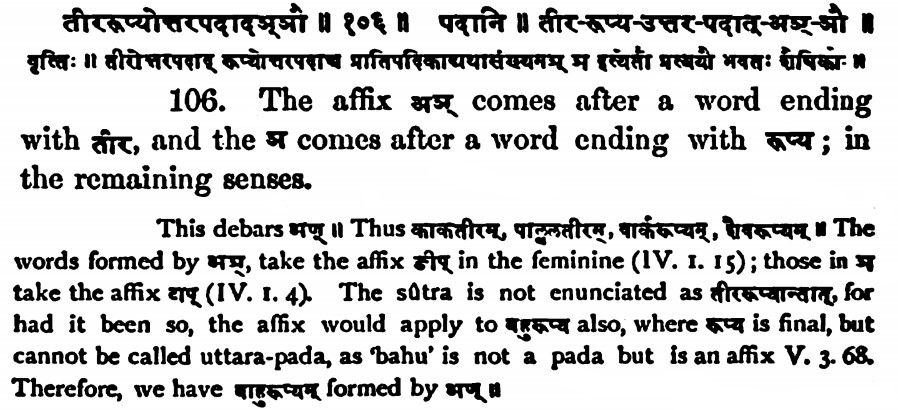 तीररूप्योत्तरपदादञ्ञौ ॥ १०६ ॥ पदानि ॥ तीर-रूप्य-उत्तर-पदात्-अञ्-ञौ ॥
वृत्तिः ॥ तीरोत्तरपदाद् रूप्योत्तरपदाच्च प्रातिपदिकाद्यथासंख्यमञ् ञ इत्येतौ प्रत्ययौ भवतः शैषिकौ ॥
106. The affix अञ् comes after a word ending
with तीर, and the ञ comes after a word ending with रूप्य ; in
the remaining senses.
This debars अण् ॥ Thus काकतीरम्, पाल्वलतीरम्, वार्करूप्यम्, शैवरूप्यम् ॥ The
words formed by अञ्, take the affix ङीप् in the feminine (IV. 1. 15) ; those in ञ
take the affix टाप् (IV. 1. 4). The sûtra is not enunciated as तीररूप्यान्तात्, for
had it been so, the affix would apply to बहुरूप्य also, where रूप्य is final, but
cannot be called uttara-pada, as 'bahu' is not a pada but is an affix V. 3. 68.
Therefore, we have बाहुरूप्यम् formed by अण् ॥